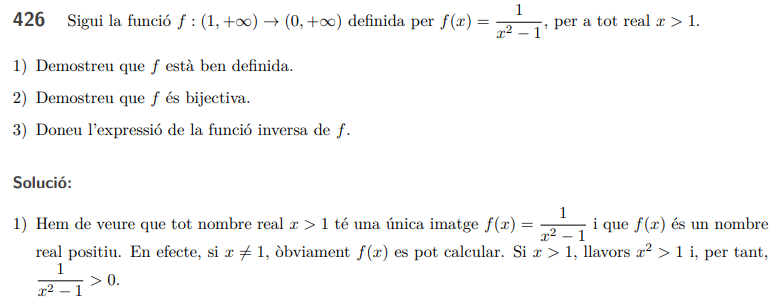 426 Sigui la funció f : (1, +∞) → (0, +∞) definida per f(x) = 1/(x² − 1), per a tot real x > 1.
1) Demostreu que f està ben definida.
2) Demostreu que f és bijectiva.
3) Doneu l'expressió de la funció inversa de f.
Solució:
1) Hem de veure que tot nombre real x > 1 té una única imatge f(x) = 1/(x² − 1) i que f(x) és un nombre
real positiu. En efecte, si x ≠ 1, òbviament f(x) es pot calcular. Si x > 1, llavors x² > 1 i, per tant,
1/(x² − 1) > 0.